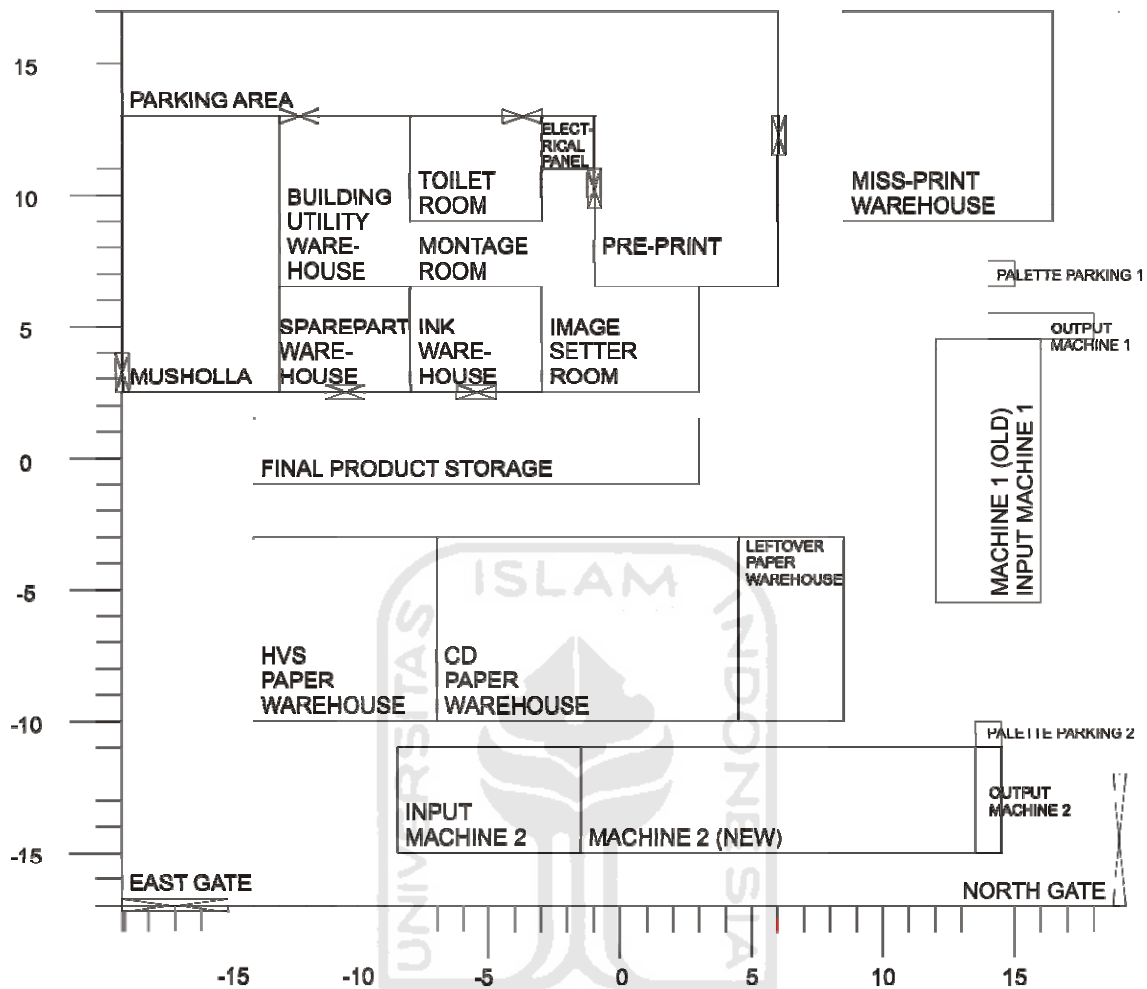 15
PARKING AREA
ELECT-
RICAL
PANEL
TOILET
ROOM
MISS-PRINT
WAREHOUSE
10
BUILDING
UTILITY
WARE-
HOUSE
MONTAGE
ROOM
PRE-PRINT
PALETTE PARKING 1
5
SPAREPART
WARE-
HOUSE
INK
WARE-
HOUSE
IMAGE
SETTER
ROOM
OUTPUT
MACHINE 1
MUSHOLLA
0
FINAL PRODUCT STORAGE
MACHINE 1 (OLD)
INPUT MACHINE 1
LEFTOVER
PAPER
WAREHOUSE
-5
HVS
PAPER
WAREHOUSE
CD
PAPER
WAREHOUSE
-10
PALETTE PARKING 2
INPUT
MACHINE 2
MACHINE 2 (NEW)
OUTPUT
MACHINE 2
-15
EAST GATE
NORTH GATE
-15
-10
-5
0
5
10
15
UNIVERSITAS
ISLAM
INDONESIA